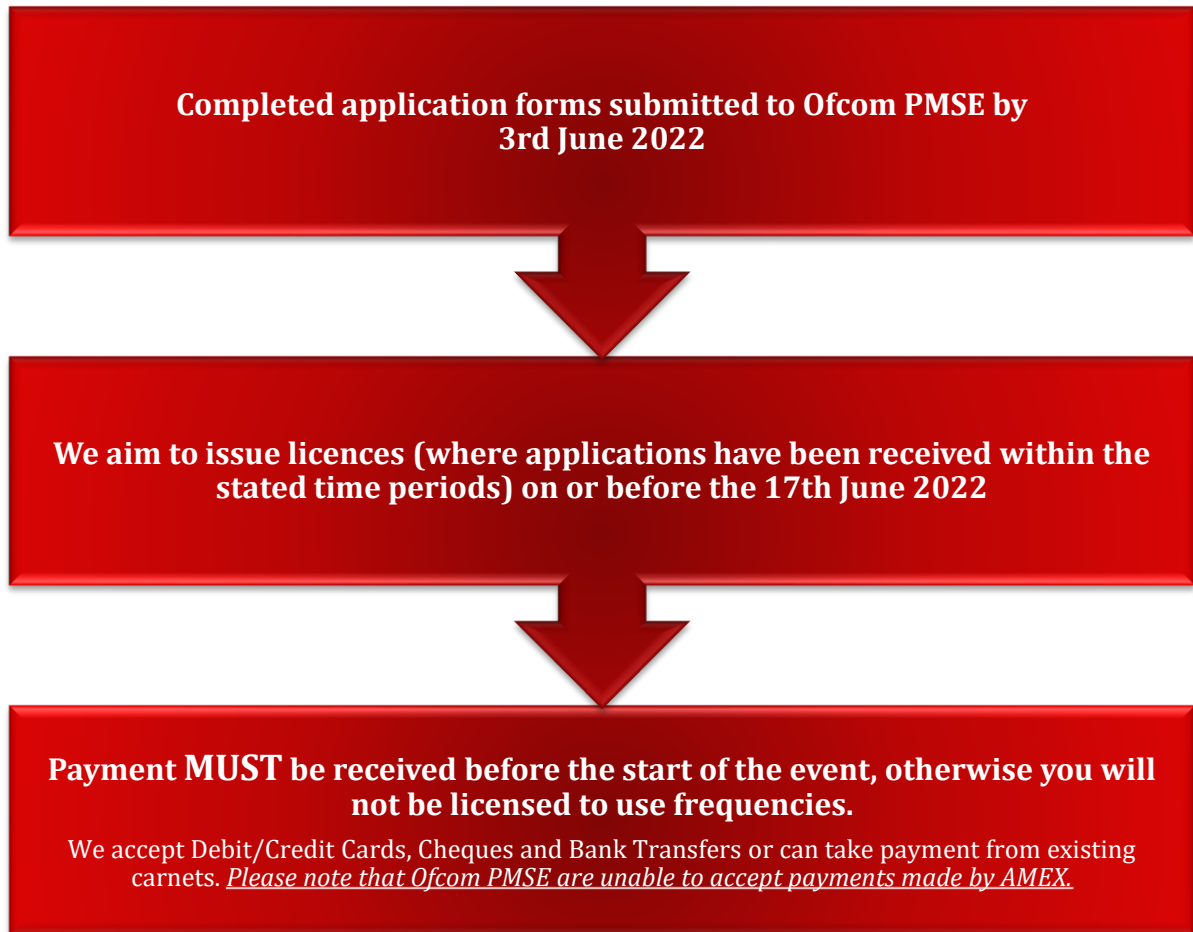 Completed application forms submitted to Ofcom PMSE by
3rd June 2022
We aim to issue licences (where applications have been received within the
stated time periods) on or before the 17th June 2022
Payment MUST be received before the start of the event, otherwise you will
not be licensed to use frequencies.
We accept Debit/Credit Cards, Cheques and Bank Transfers or can take payment from existing
carnets. Please note that Ofcom PMSE are unable to accept payments made by AMEX.